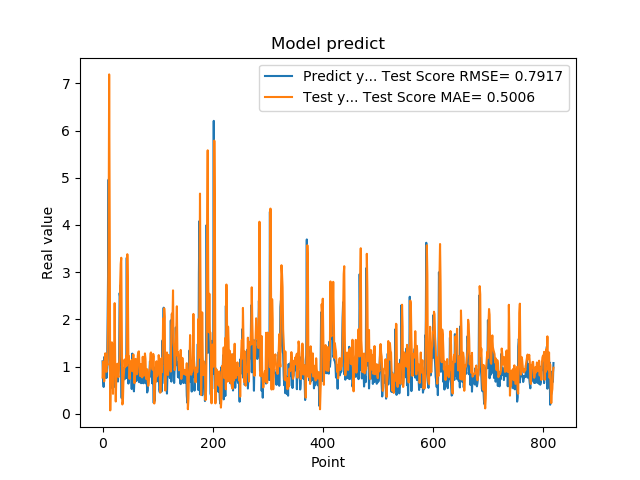 Model predict
Predict y... Test Score RMSE= 0.7917
Test y... Test Score MAE= 0.5006
Real value
7
6
5
4
3
2
1
0
0 200 400 600 800
Point